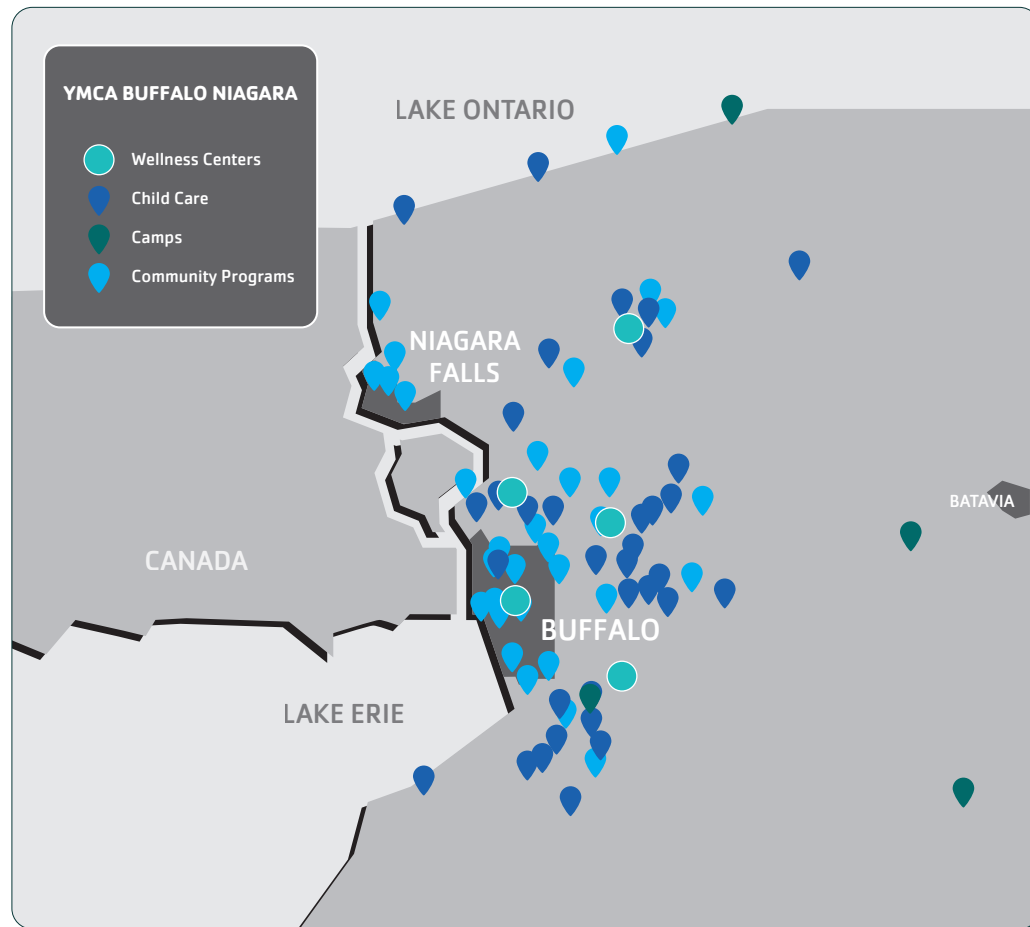 YMCA BUFFALO NIAGARA
Wellness Centers
Child Care
Camps
Community Programs
LAKE ONTARIO
NIAGARA
FALLS
BATAVIA
CANADA
BUFFALO
LAKE ERIE